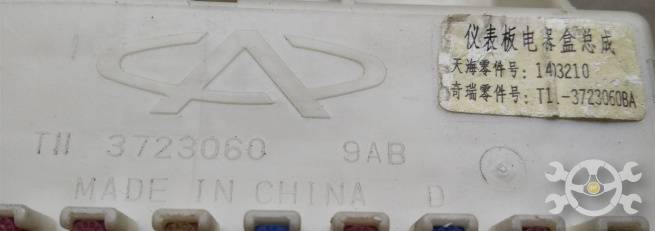 仪表板电器盒总成
天海零件号: 1403210
奇瑞零件号: T11-3723060BA
T11 3723060 9AB
MADE IN CHINA D